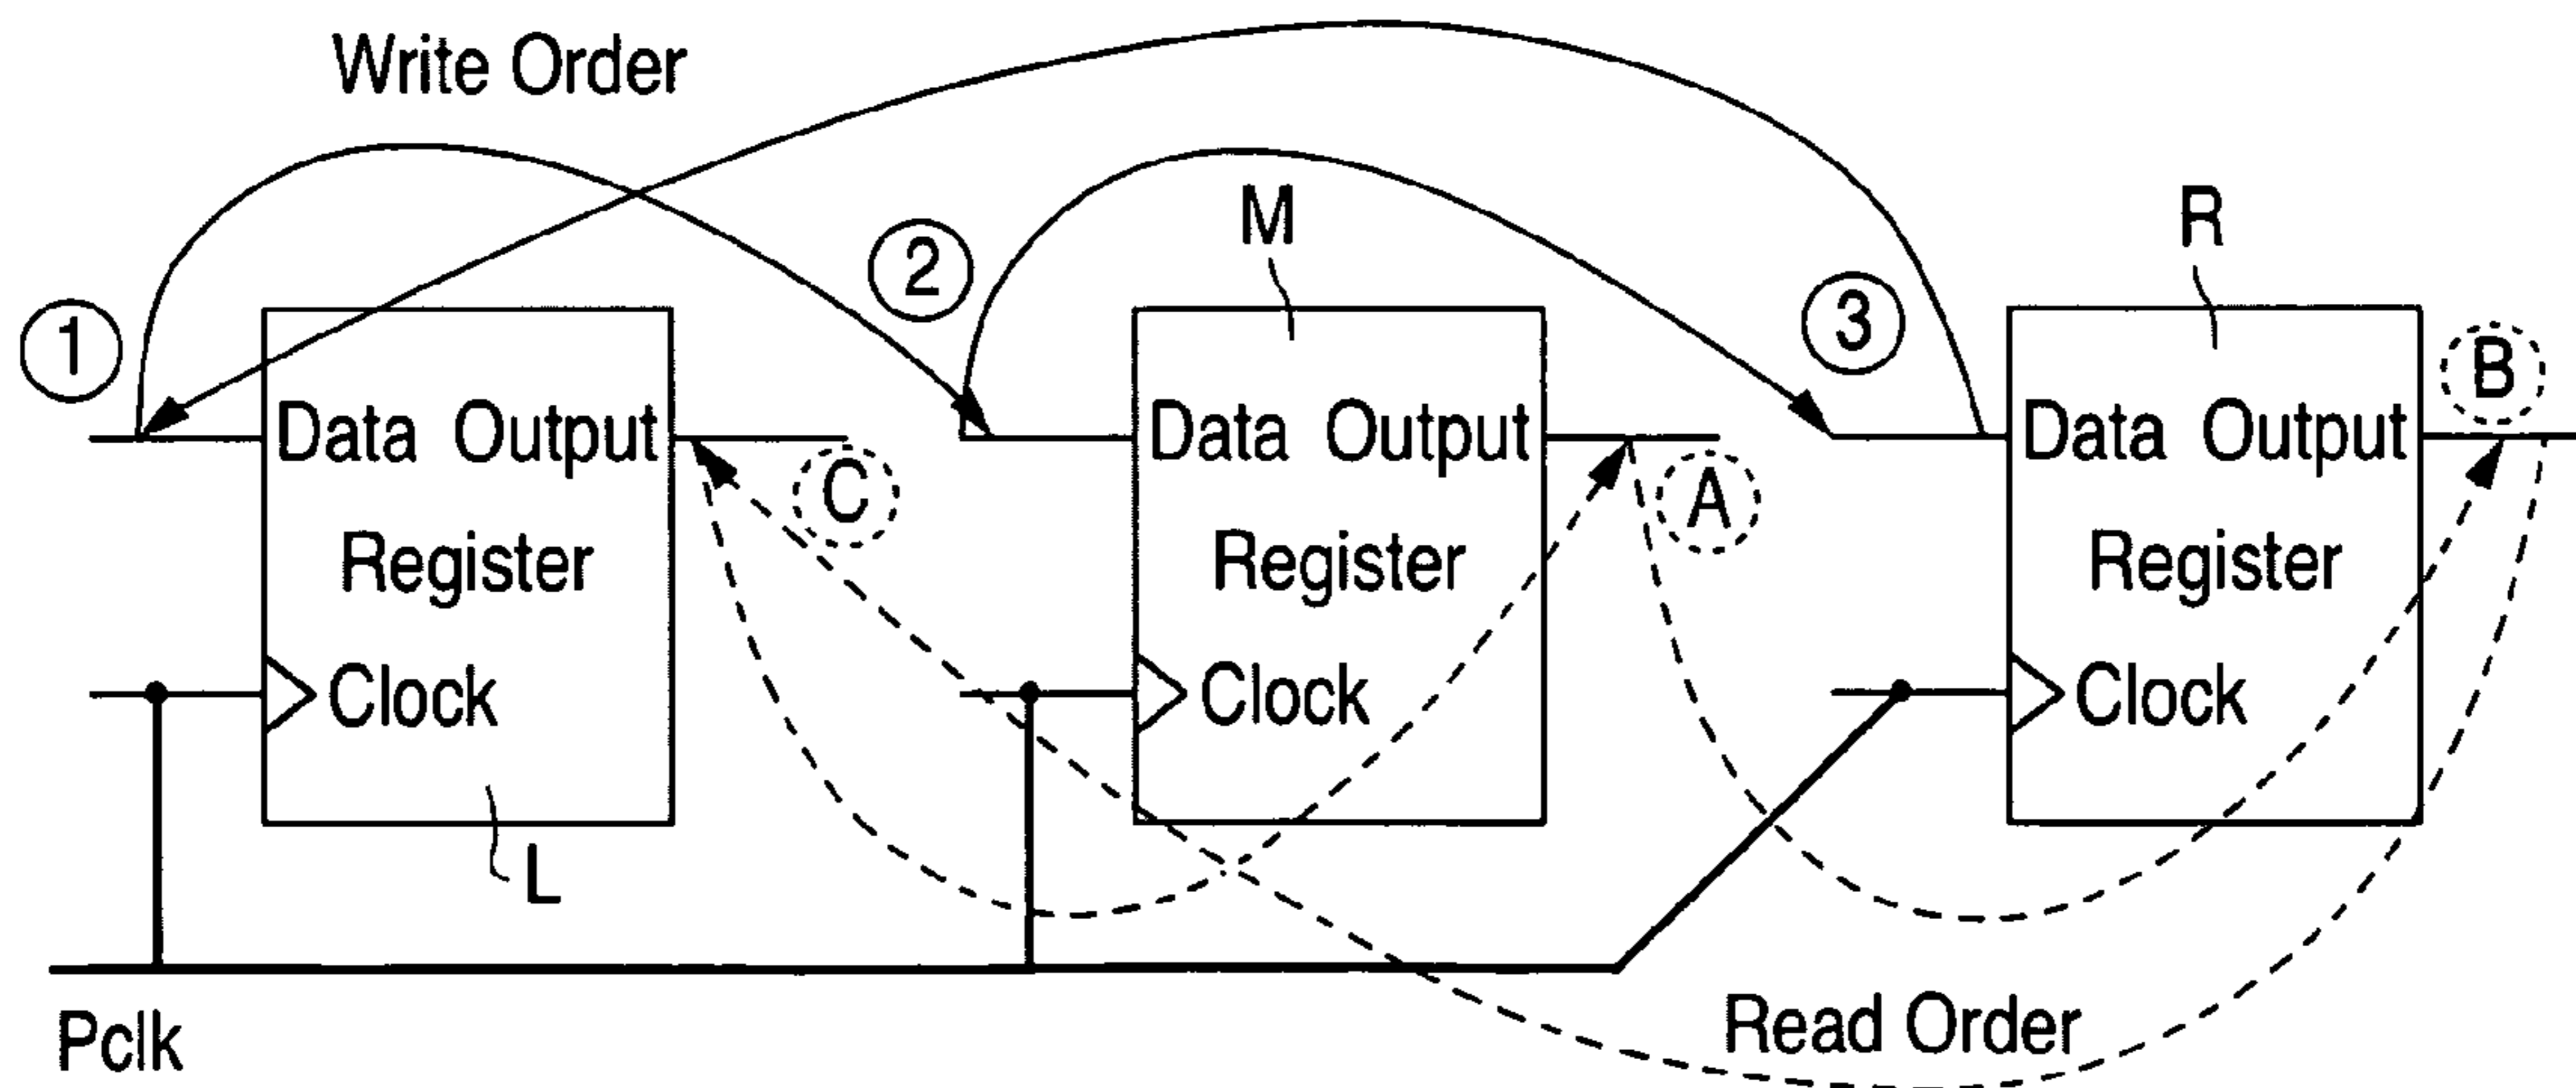 Write Order
M
R
2
3
1
B
Data Output
Data Output
Data Output
C
A
Register
Register
Register
Clock
Clock
Clock
L
Read Order
Pclk